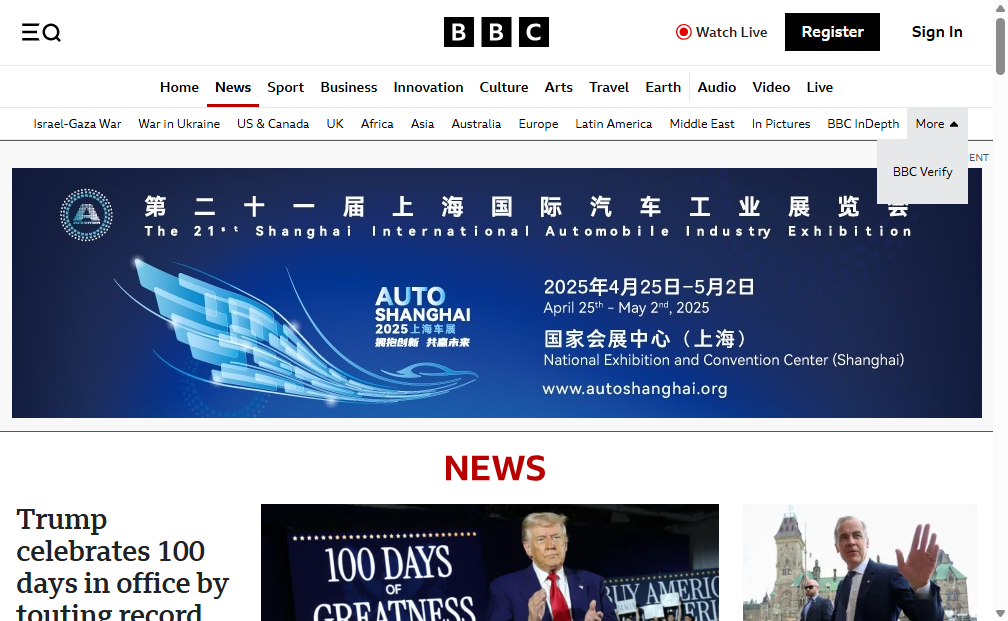 BBC
Watch Live
Register
Sign In
Home News Sport Business Innovation Culture Arts Travel Earth Audio Video Live
Israel-Gaza War War in Ukraine US & Canada UK Africa Asia Australia Europe Latin America Middle East In Pictures BBC InDepth More
BBC Verify
第二十一届上海国际汽车工业展览会
The 21st Shanghai International Automobile Industry Exhibition
AUTO
SHANGHAI
2025上海车展
拥抱创新 共赢未来
2025年4月25日–5月2日
April 25th - May 2nd, 2025
国家会展中心（上海）
National Exhibition and Convention Center (Shanghai)
www.autoshanghai.org
NEWS
Trump
celebrates 100
days in office by
touting record
100 DAYS
OF
GREATNESS
BUY AMERIC